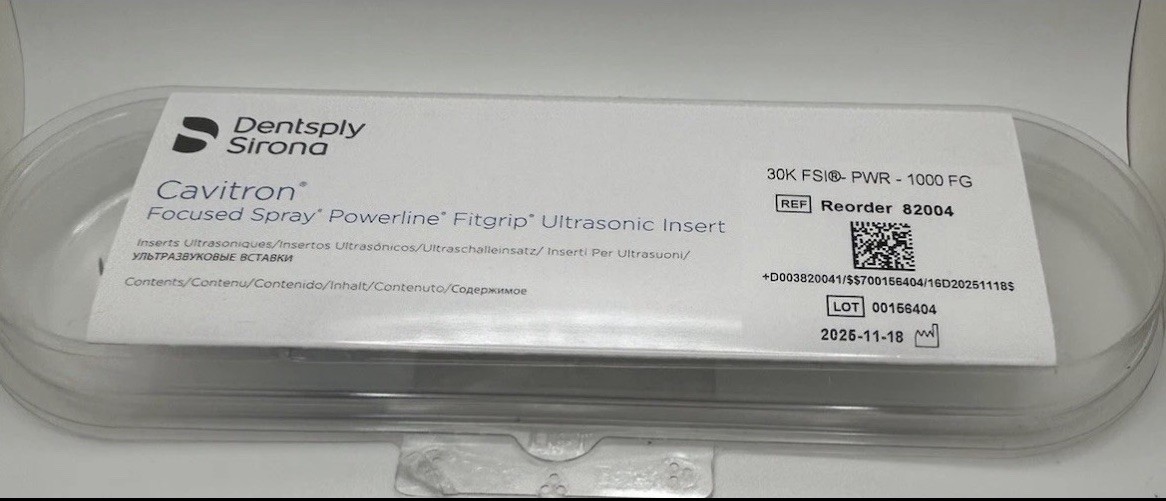 Dentsply
Sirona
Cavitron®
Focused Spray® Powerline® Fitgrip® Ultrasonic Insert
Inserts Ultrasoniques/Insertos Ultrasónicos/Ultraschalleinsatz/ Inserti Per Ultrasuoni/
УЛЬТРАЗВУКОВЫЕ ВСТАВКИ
Contents/Contenu/Contenido/Inhalt/Contenuto/Содержимое
30K FSI®- PWR - 1000 FG
REF Reorder 82004
+D003820041/$$700156404/16D20251118S
LOT 00156404
2025-11-18